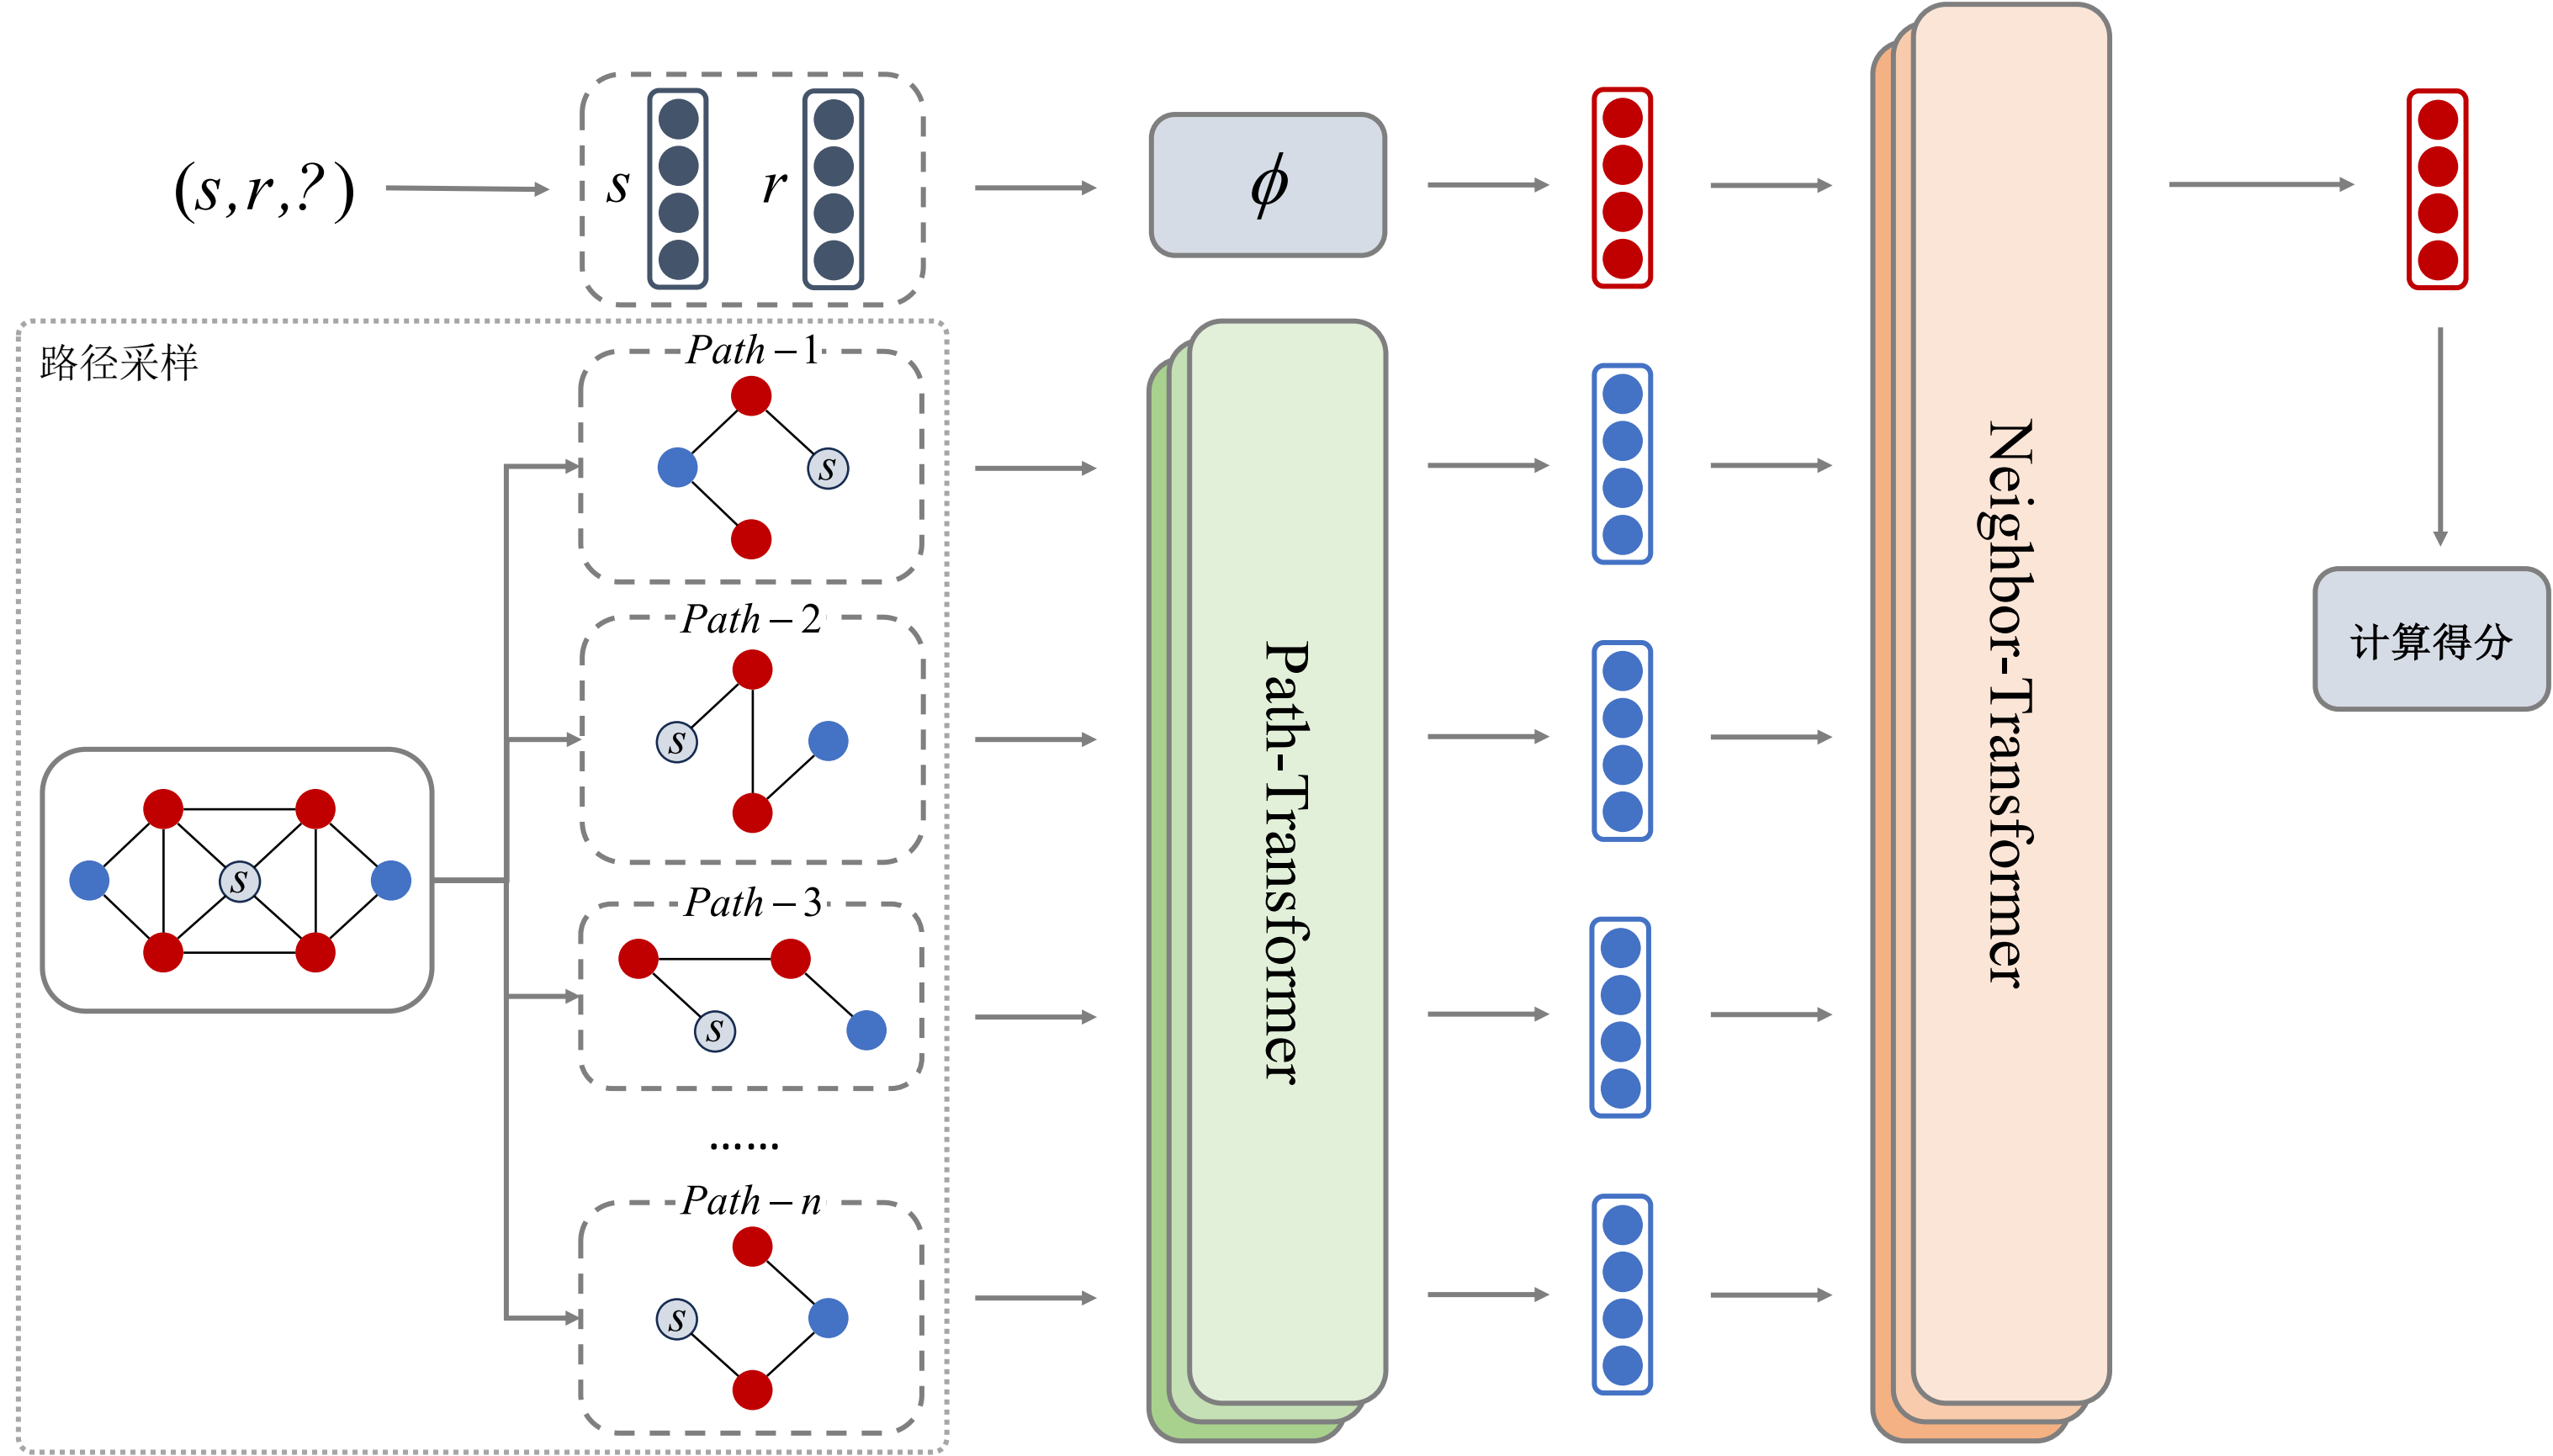 (s,r,?)
s
r
ϕ
路径采样
Path-1
s
Path-2
s
s
Path-3
s
......
Path-n
s
Path-Transformer
Neighbor-Transformer
计算得分